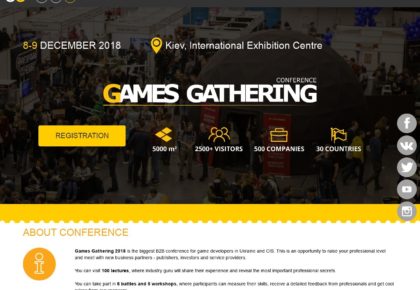 8-9 DECEMBER 2018
Kiev, International Exhibition Centre
CONFERENCE
GAMES GATHERING
REGISTRATION
5000 m²
2500+ VISITORS
500 COMPANIES
30 COUNTRIES
ABOUT CONFERENCE
Games Gathering 2018 is the biggest B2B conference for game developers in Ukraine and CIS. This is an opportunity to raise your professional level
and meet with new business partners - publishers, investors and service providers.
You can visit 100 lectures, where industry guru will share their experience and reveal the most important professional secrets.
You can take part in 8 battles and 5 workshops, where participants can measure their skills, receive a detailed feedback from professionals and get cool